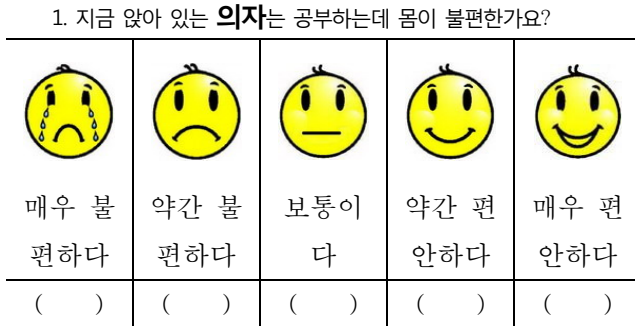 1. 지금 앉아 있는 의자는 공부하는데 몸이 불편한가요?
매우 불 약간 불 보통이 약간 편 매우 편
편하다 편하다 다 안하다 안하다
( ) ( ) ( ) ( ) ( )